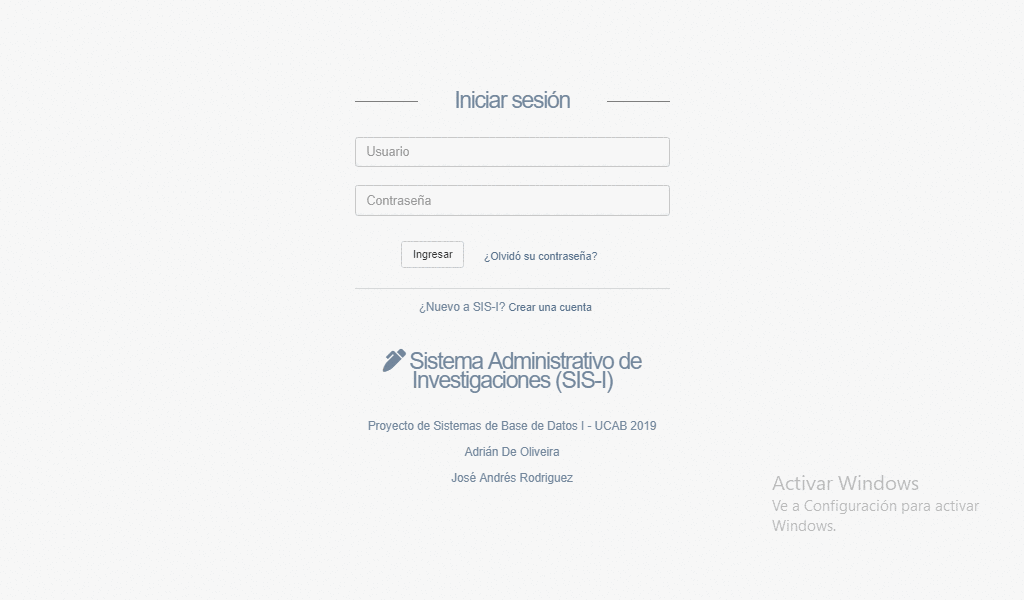 Iniciar sesión
Usuario
Contraseña
Ingresar ¿Olvidó su contraseña?
¿Nuevo a SIS-I? Crear una cuenta
Sistema Administrativo de
Investigaciones (SIS-I)
Proyecto de Sistemas de Base de Datos I - UCAB 2019
Adrián De Oliveira
José Andrés Rodriguez
Activar Windows
Ve a Configuración para activar
Windows.